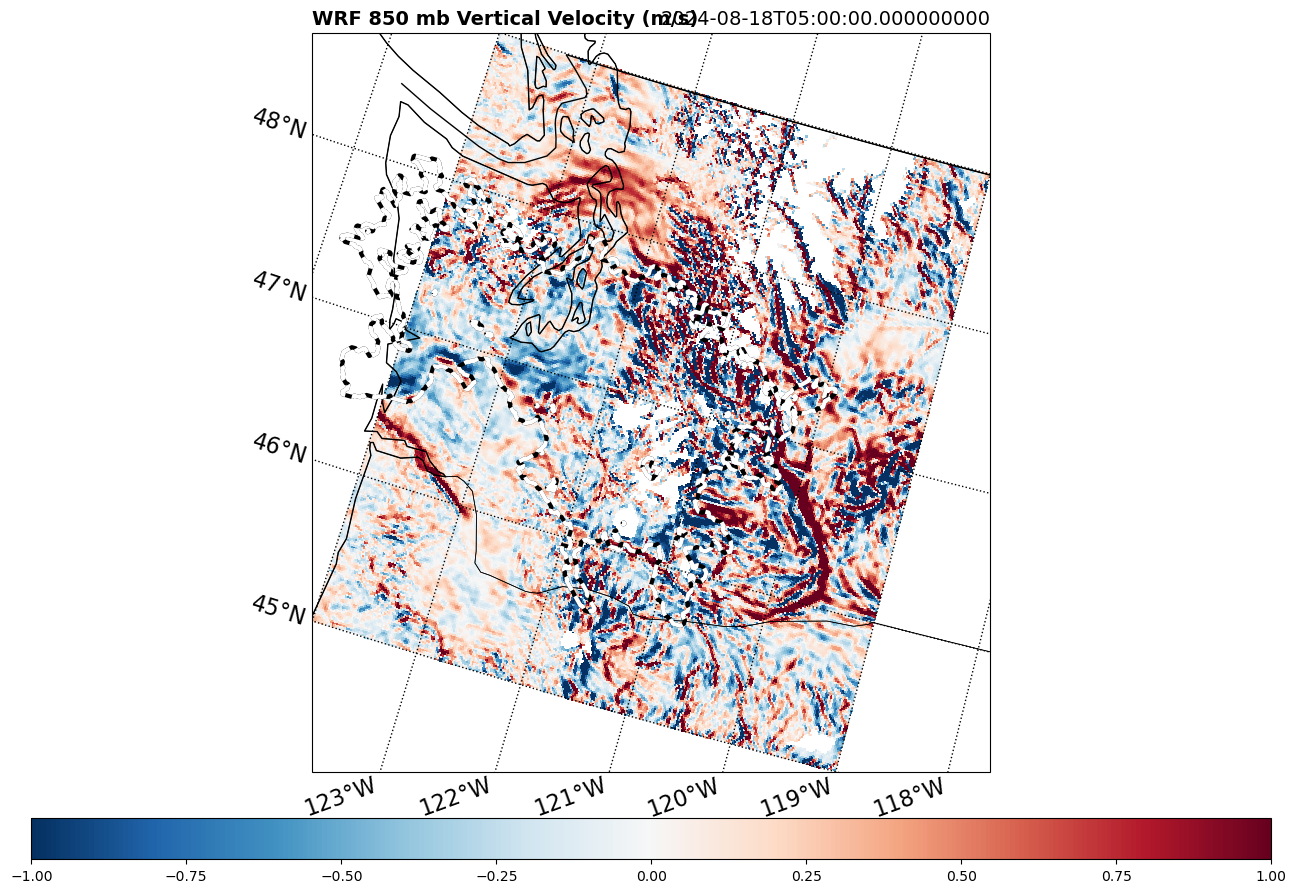 WRF 850 mb Vertical Velocity (m/s) 2024-08-18T05:00:00.000000000
48°N
47°N
46°N
45°N
123°W 122°W 121°W 120°W 119°W 118°W
−1.00 −0.75 −0.50 −0.25 0.00 0.25 0.50 0.75 1.00